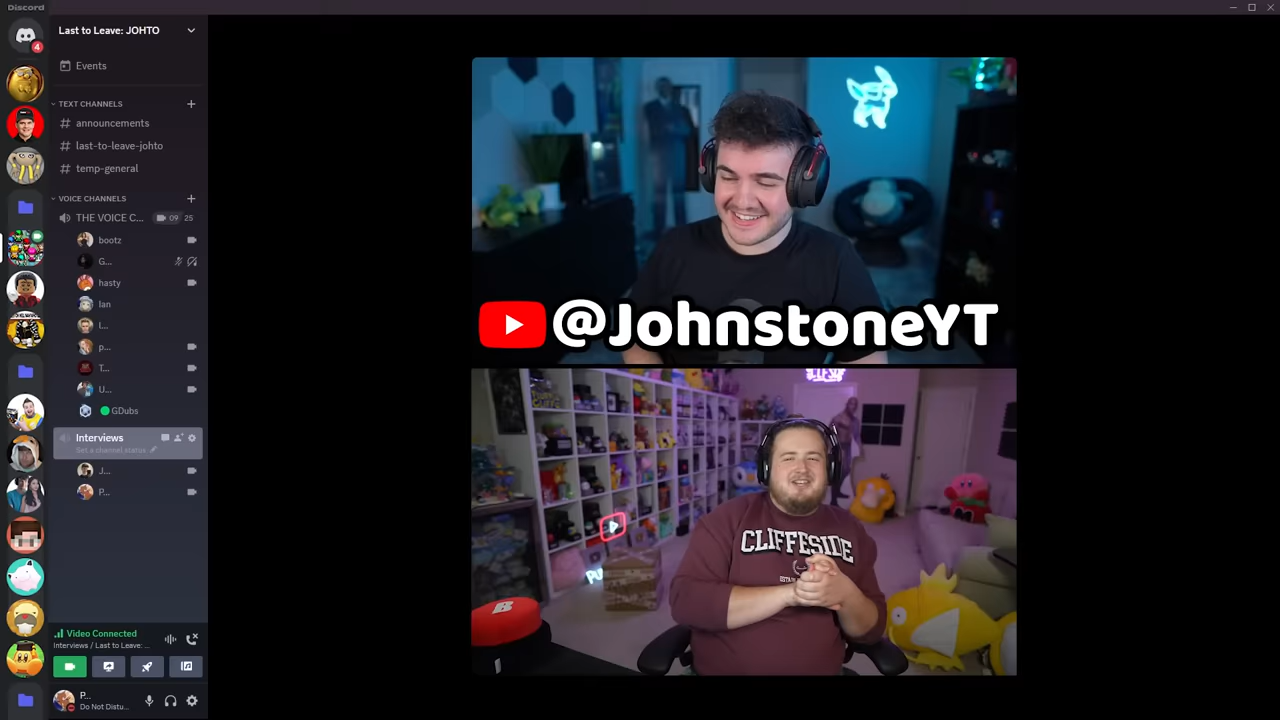 Discord
Last to Leave: JOHTO
4
Events
TEXT CHANNELS
announcements
last-to-leave-johto
temp-general
VOICE CHANNELS
THE VOICE C... 09 25
bootz
G...
hasty
Ian
L...
p...
T...
U...
GDubs
Interviews
Set a channel status
J...
P...
Video Connected
Interviews / Last to Leave: ...
P...
Do Not Distu...
@JohnstoneYT
CLIFFESIDE
B